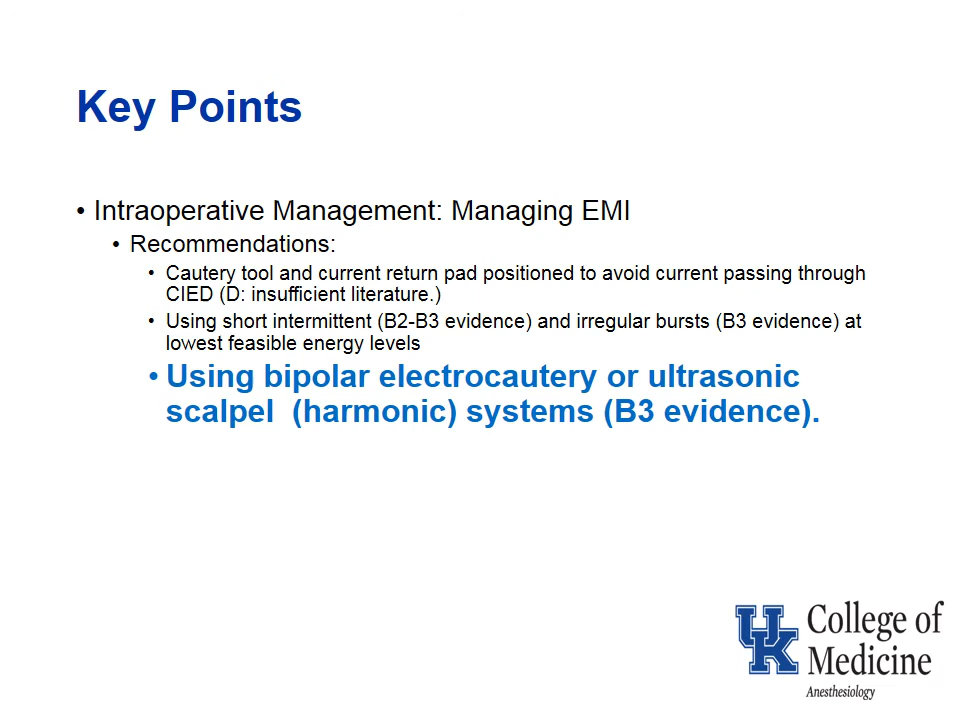 Key Points
• Intraoperative Management: Managing EMI
• Recommendations:
• Cautery tool and current return pad positioned to avoid current passing through
CIED (D: insufficient literature.)
• Using short intermittent (B2-B3 evidence) and irregular bursts (B3 evidence) at
lowest feasible energy levels
• Using bipolar electrocautery or ultrasonic
scalpel  (harmonic) systems (B3 evidence).
UK
College of
Medicine
Anesthesiology